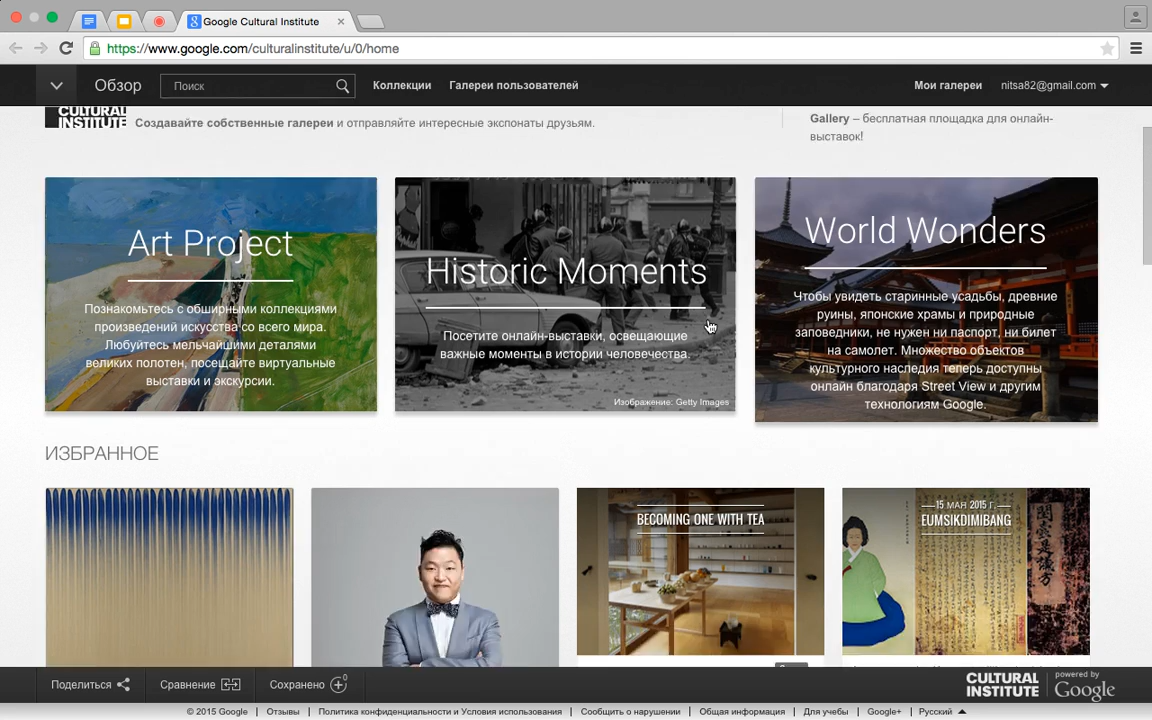 Google Cultural Institute
https://www.google.com/culturalinstitute/u/0/home
Обзор
Поиск
Коллекции
Галереи пользователей
Мои галереи
nitsa82@gmail.com
CULTURAL
INSTITUTE
Создавайте собственные галереи и отправляйте интересные экспонаты друзьям.
Gallery – бесплатная площадка для онлайн-
выставок!
Art Project
Познакомьтесь с обширными коллекциями
произведений искусства со всего мира.
Любуйтесь мельчайшими деталями
великих полотен, посещайте виртуальные
выставки и экскурсии.
Historic Moments
Посетите онлайн-выставки, освещающие
важные моменты в истории человечества.
Изображение: Getty Images
World Wonders
Чтобы увидеть старинные усадьбы, древние
руины, японские храмы и природные
заповедники, не нужен ни паспорт, ни билет
на самолет. Множество объектов
культурного наследия теперь доступны
онлайн благодаря Street View и другим
технологиям Google.
ИЗБРАННОЕ
BECOMING ONE WITH TEA
15 МАЯ 2015 Г.
EUMSIKDIMIBANG
Поделиться
Сравнение
Сохранено
0
CULTURAL
INSTITUTE
powered by
Google
© 2015 Google | Отзывы | Политика конфиденциальности и Условия использования | Сообщить о нарушении | Общая информация | Для учебы | Google+ | Русский